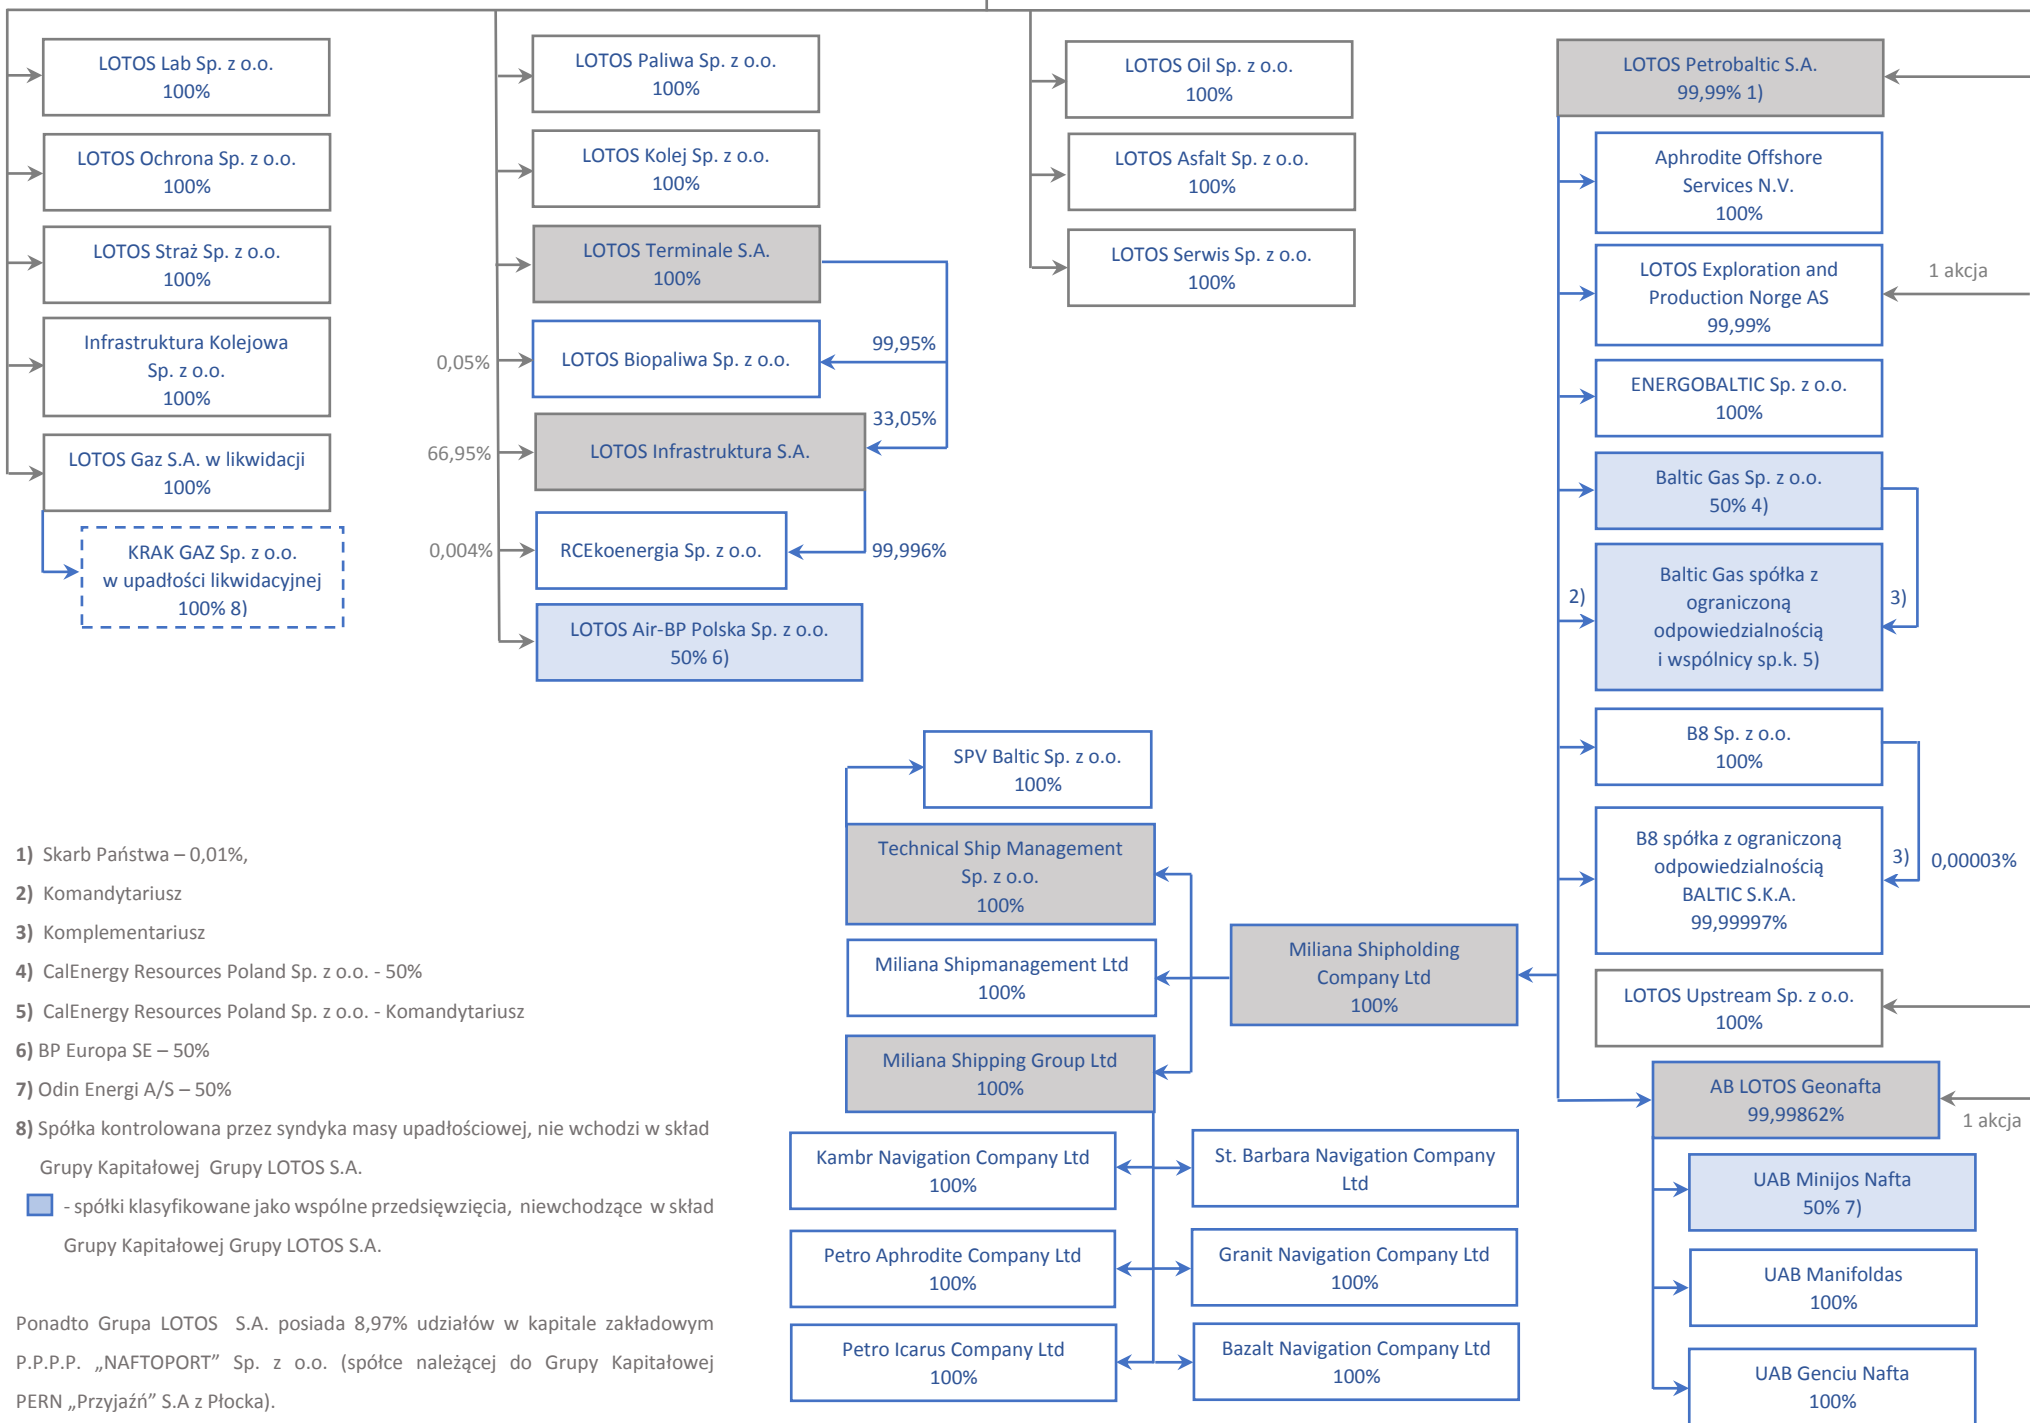 LOTOS Lab Sp. z o.o.
100%
LOTOS Ochrona Sp. z o.o.
100%
LOTOS Straż Sp. z o.o.
100%
Infrastruktura Kolejowa
Sp. z o.o.
100%
LOTOS Gaz S.A. w likwidacji
100%
KRAK GAZ Sp. z o.o.
w upadłości likwidacyjnej
100% 8)
LOTOS Paliwa Sp. z o.o.
100%
LOTOS Kolej Sp. z o.o.
100%
LOTOS Terminale S.A.
100%
0,05%
LOTOS Biopaliwa Sp. z o.o.
99,95%
33,05%
66,95%
LOTOS Infrastruktura S.A.
0,004%
RCEkoenergia Sp. z o.o.
99,996%
LOTOS Air-BP Polska Sp. z o.o.
50% 6)
LOTOS Oil Sp. z o.o.
100%
LOTOS Asfalt Sp. z o.o.
100%
LOTOS Serwis Sp. z o.o.
100%
LOTOS Petrobaltic S.A.
99,99% 1)
Aphrodite Offshore
Services N.V.
100%
LOTOS Exploration and
Production Norge AS
99,99%
1 akcja
ENERGOBALTIC Sp. z o.o.
100%
Baltic Gas Sp. z o.o.
50% 4)
2)
Baltic Gas spółka z
ograniczoną
odpowiedzialnością
i wspólnicy sp.k. 5)
3)
B8 Sp. z o.o.
100%
B8 spółka z ograniczoną
odpowiedzialnością
BALTIC S.K.A.
99,99997%
3)
0,00003%
LOTOS Upstream Sp. z o.o.
100%
AB LOTOS Geonafta
99,99862%
1 akcja
UAB Minijos Nafta
50% 7)
UAB Manifoldas
100%
UAB Genciu Nafta
100%
SPV Baltic Sp. z o.o.
100%
Technical Ship Management
Sp. z o.o.
100%
Miliana Shipmanagement Ltd
100%
Miliana Shipping Group Ltd
100%
Miliana Shipholding
Company Ltd
100%
Kambr Navigation Company Ltd
100%
St. Barbara Navigation Company
Ltd
Petro Aphrodite Company Ltd
100%
Granit Navigation Company Ltd
100%
Petro Icarus Company Ltd
100%
Bazalt Navigation Company Ltd
100%
1) Skarb Państwa – 0,01%,
2) Komandytariusz
3) Komplementariusz
4) CalEnergy Resources Poland Sp. z o.o. - 50%
5) CalEnergy Resources Poland Sp. z o.o. - Komandytariusz
6) BP Europa SE – 50%
7) Odin Energi A/S – 50%
8) Spółka kontrolowana przez syndyka masy upadłościowej, nie wchodzi w skład
Grupy Kapitałowej Grupy LOTOS S.A.
- spółki klasyfikowane jako wspólne przedsięwzięcia, niewchodzące w skład
Grupy Kapitałowej Grupy LOTOS S.A.
Ponadto Grupa LOTOS S.A. posiada 8,97% udziałów w kapitale zakładowym
P.P.P.P. „NAFTOPORT” Sp. z o.o. (spółce należącej do Grupy Kapitałowej
PERN „Przyjaźń” S.A z Płocka).